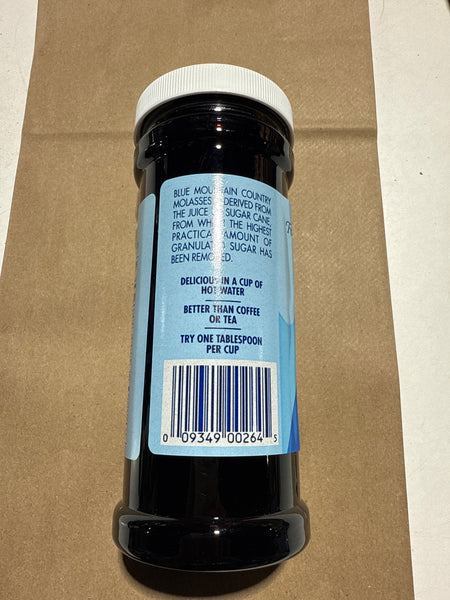 BLUE MOUNTAIN COUNTRY
MOLASSES IS DERIVED FROM
THE JUICE OF SUGAR CANE,
FROM WHICH THE HIGHEST
PRACTICAL AMOUNT OF
GRANULATED SUGAR HAS
BEEN REMOVED.
DELICIOUS IN A CUP OF
HOT WATER
BETTER THAN COFFEE
OR TEA
TRY ONE TABLESPOON
PER CUP
0 09349 00264 5